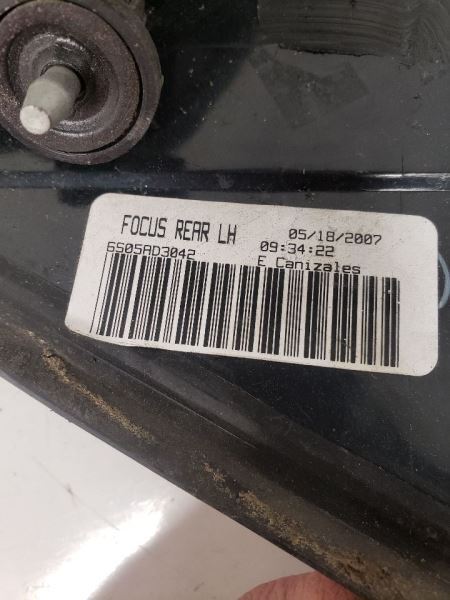 FOCUS REAR LH 05/18/2007
6S05AD3042 09:34:22
E Canizales